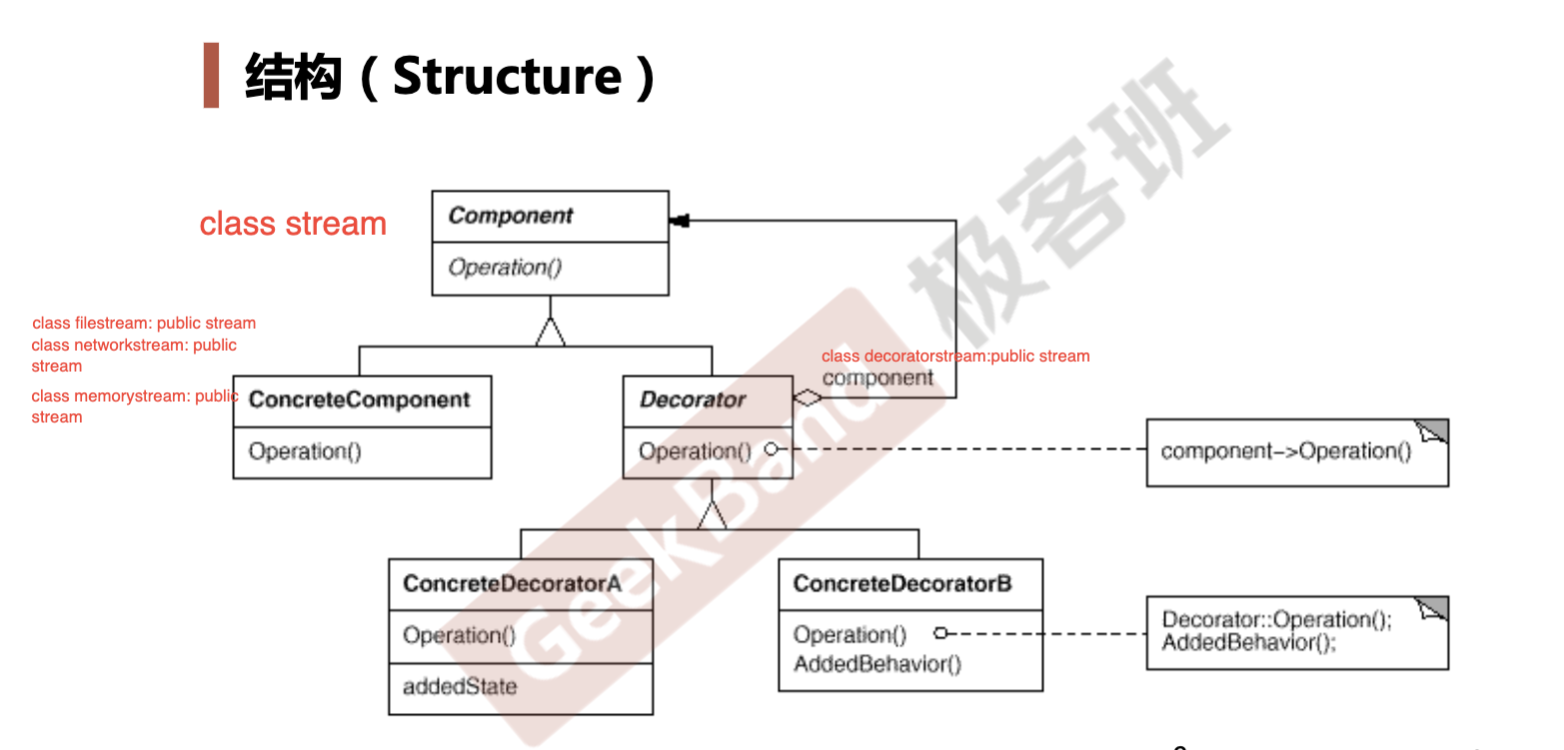 结构（Structure）
class stream
Component
Operation()
class filestream: public stream
class networkstream: public
stream
class memorystream: public
stream
ConcreteComponent
Operation()
Decorator
Operation()
class decoratorstream:public stream
component
component–>Operation()
ConcreteDecoratorA
Operation()
addedState
ConcreteDecoratorB
Operation()
AddedBehavior()
Decorator::Operation();
AddedBehavior();
GeekBand
极客班